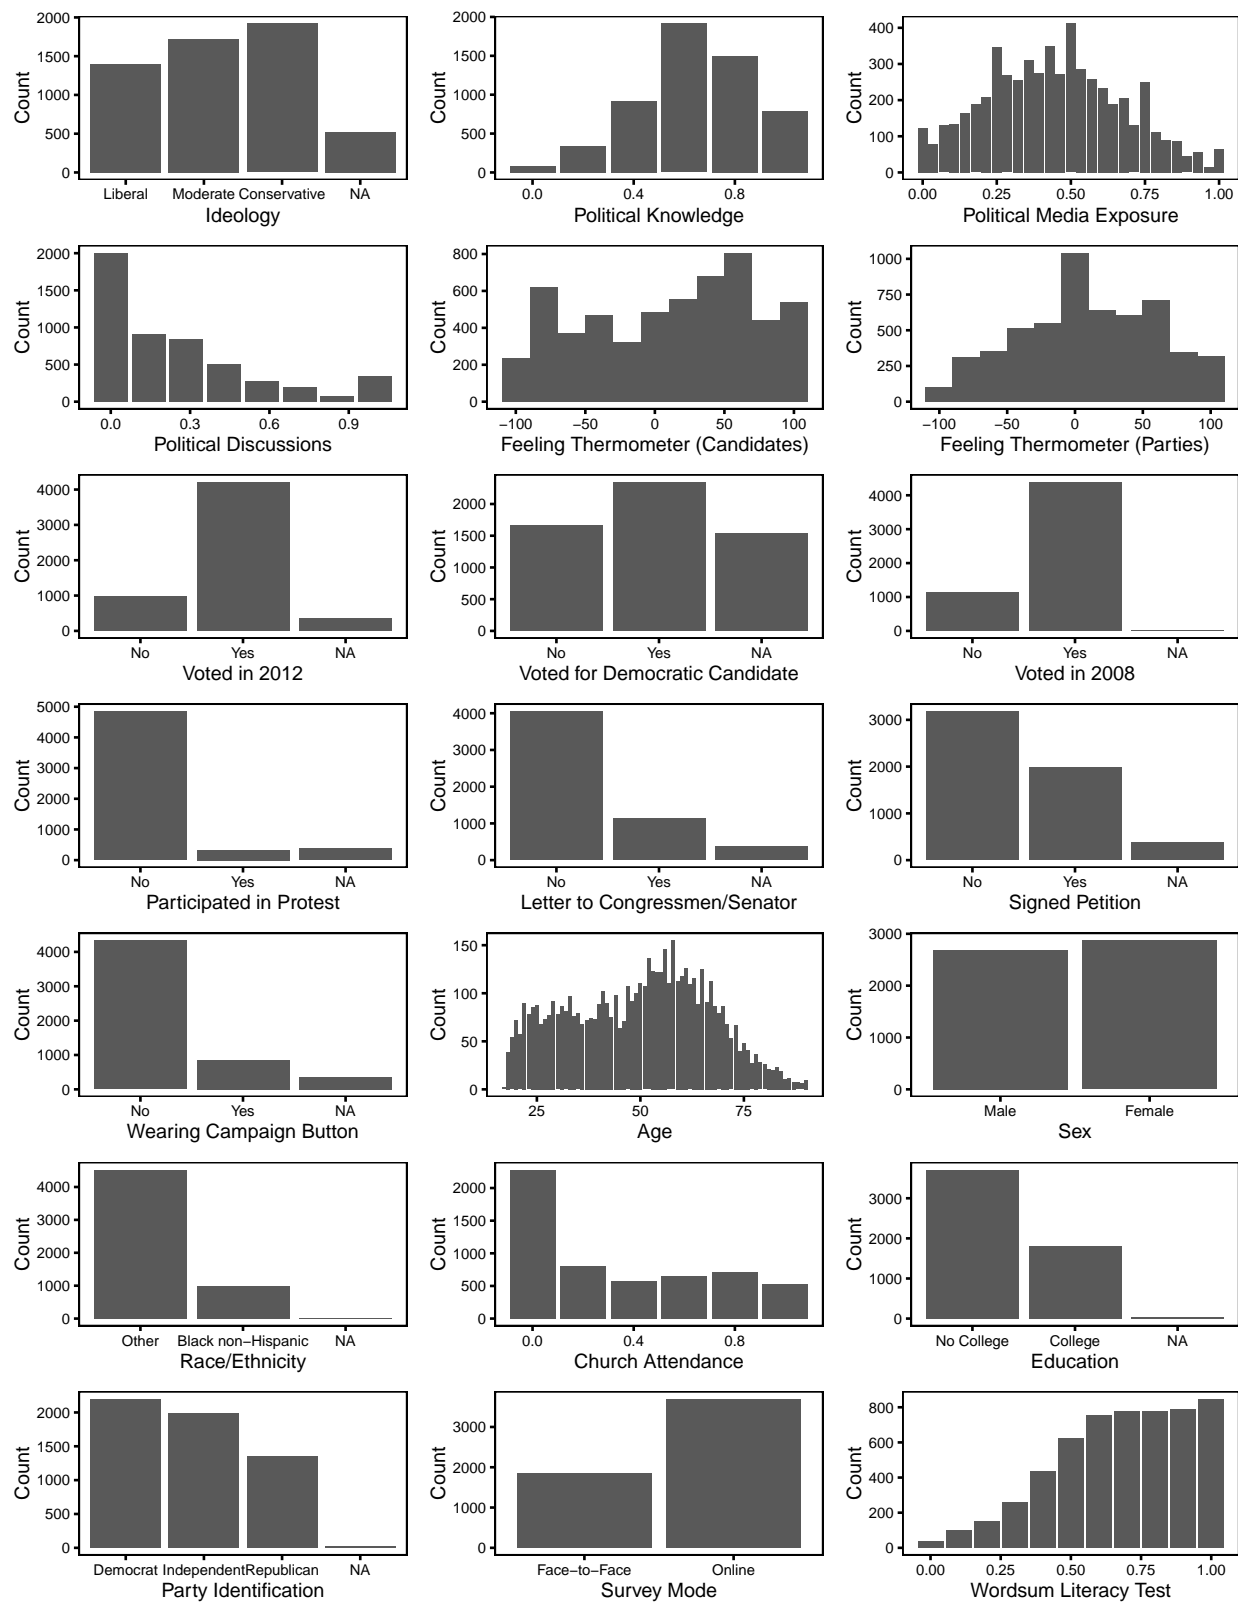 2000
1500
1000
500
0
Count
Liberal Moderate Conservative NA
Ideology
2000
1500
1000
500
0
Count
0.0 0.4 0.8
Political Knowledge
400
300
200
100
0
Count
0.00 0.25 0.50 0.75 1.00
Political Media Exposure
2000
1500
1000
500
0
Count
0.0 0.3 0.6 0.9
Political Discussions
800
600
400
200
0
Count
−100 −50 0 50 100
Feeling Thermometer (Candidates)
1000
750
500
250
0
Count
−100 −50 0 50 100
Feeling Thermometer (Parties)
4000
3000
2000
1000
0
Count
No Yes NA
Voted in 2012
2000
1500
1000
500
0
Count
No Yes NA
Voted for Democratic Candidate
4000
3000
2000
1000
0
Count
No Yes NA
Voted in 2008
5000
4000
3000
2000
1000
0
Count
No Yes NA
Participated in Protest
4000
3000
2000
1000
0
Count
No Yes NA
Letter to Congressmen/Senator
3000
2000
1000
0
Count
No Yes NA
Signed Petition
4000
3000
2000
1000
0
Count
No Yes NA
Wearing Campaign Button
150
100
50
0
Count
25 50 75
Age
3000
2000
1000
0
Count
Male Female
Sex
4000
3000
2000
1000
0
Count
Other Black non−Hispanic NA
Race/Ethnicity
2000
1500
1000
500
0
Count
0.0 0.4 0.8
Church Attendance
3000
2000
1000
0
Count
No College College NA
Education
2000
1500
1000
500
0
Count
Democrat Independent Republican NA
Party Identification
3000
2000
1000
0
Count
Face−to−Face Online
Survey Mode
800
600
400
200
0
Count
0.00 0.25 0.50 0.75 1.00
Wordsum Literacy Test